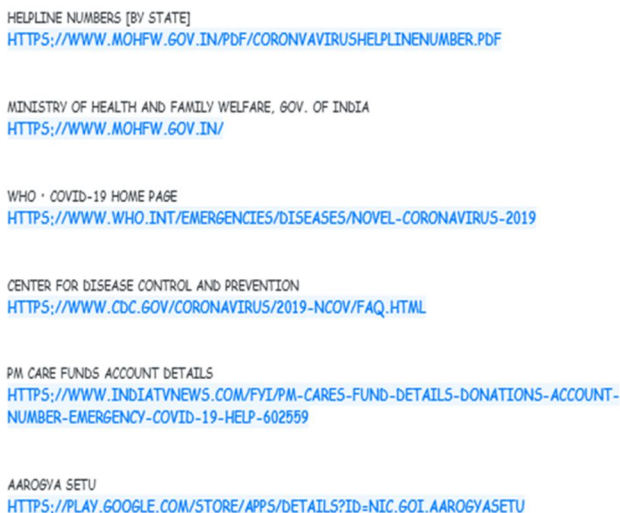 HELPLINE NUMBERS [BY STATE]
HTTPS://WWW.MOHFW.GOV.IN/PDF/CORONVAVIRUSHELPLINENUMBER.PDF
MINISTRY OF HEALTH AND FAMILY WELFARE, GOV. OF INDIA
HTTPS://WWW.MOHFW.GOV.IN/
WHO · COVID-19 HOME PAGE
HTTPS://WWW.WHO.INT/EMERGENCIES/DISEASES/NOVEL-CORONAVIRUS-2019
CENTER FOR DISEASE CONTROL AND PREVENTION
HTTPS://WWW.CDC.GOV/CORONAVIRUS/2019-NCOV/FAQ.HTML
PM CARE FUNDS ACCOUNT DETAILS
HTTPS://WWW.INDIATVNEWS.COM/FYI/PM-CARES-FUND-DETAILS-DONATIONS-ACCOUNT-
NUMBER-EMERGENCY-COVID-19-HELP-602559
AAROGYA SETU
HTTPS://PLAY.GOOGLE.COM/STORE/APPS/DETAILS?ID=NIC.GOI.AAROGYASETU